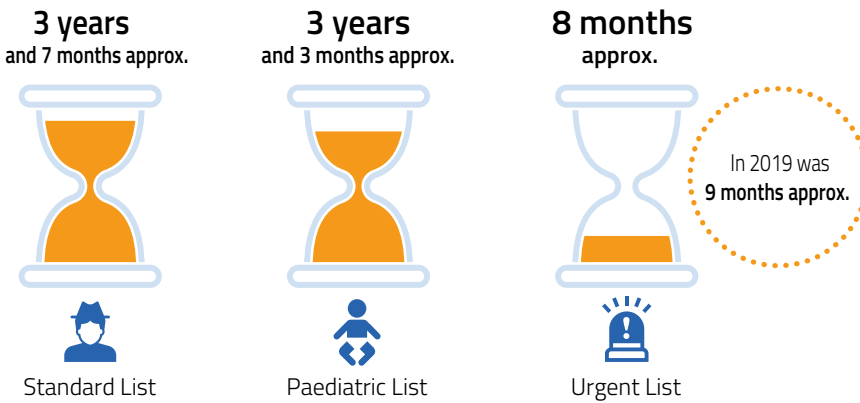 3 years
and 7 months approx.
3 years
and 3 months approx.
8 months
approx.
In 2019 was
9 months approx.
!
Standard List
Paediatric List
Urgent List